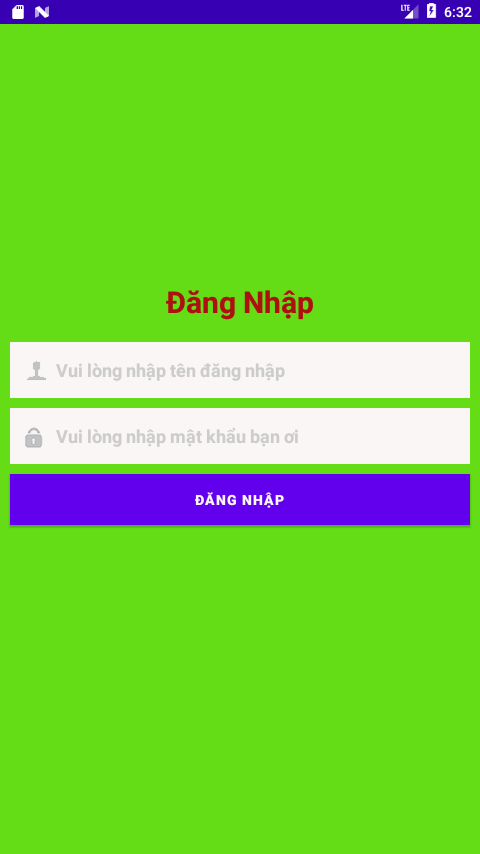 LTE 6:32
Đăng Nhập
Vui lòng nhập tên đăng nhập
Vui lòng nhập mật khẩu bạn ơi
ĐĂNG NHẬP